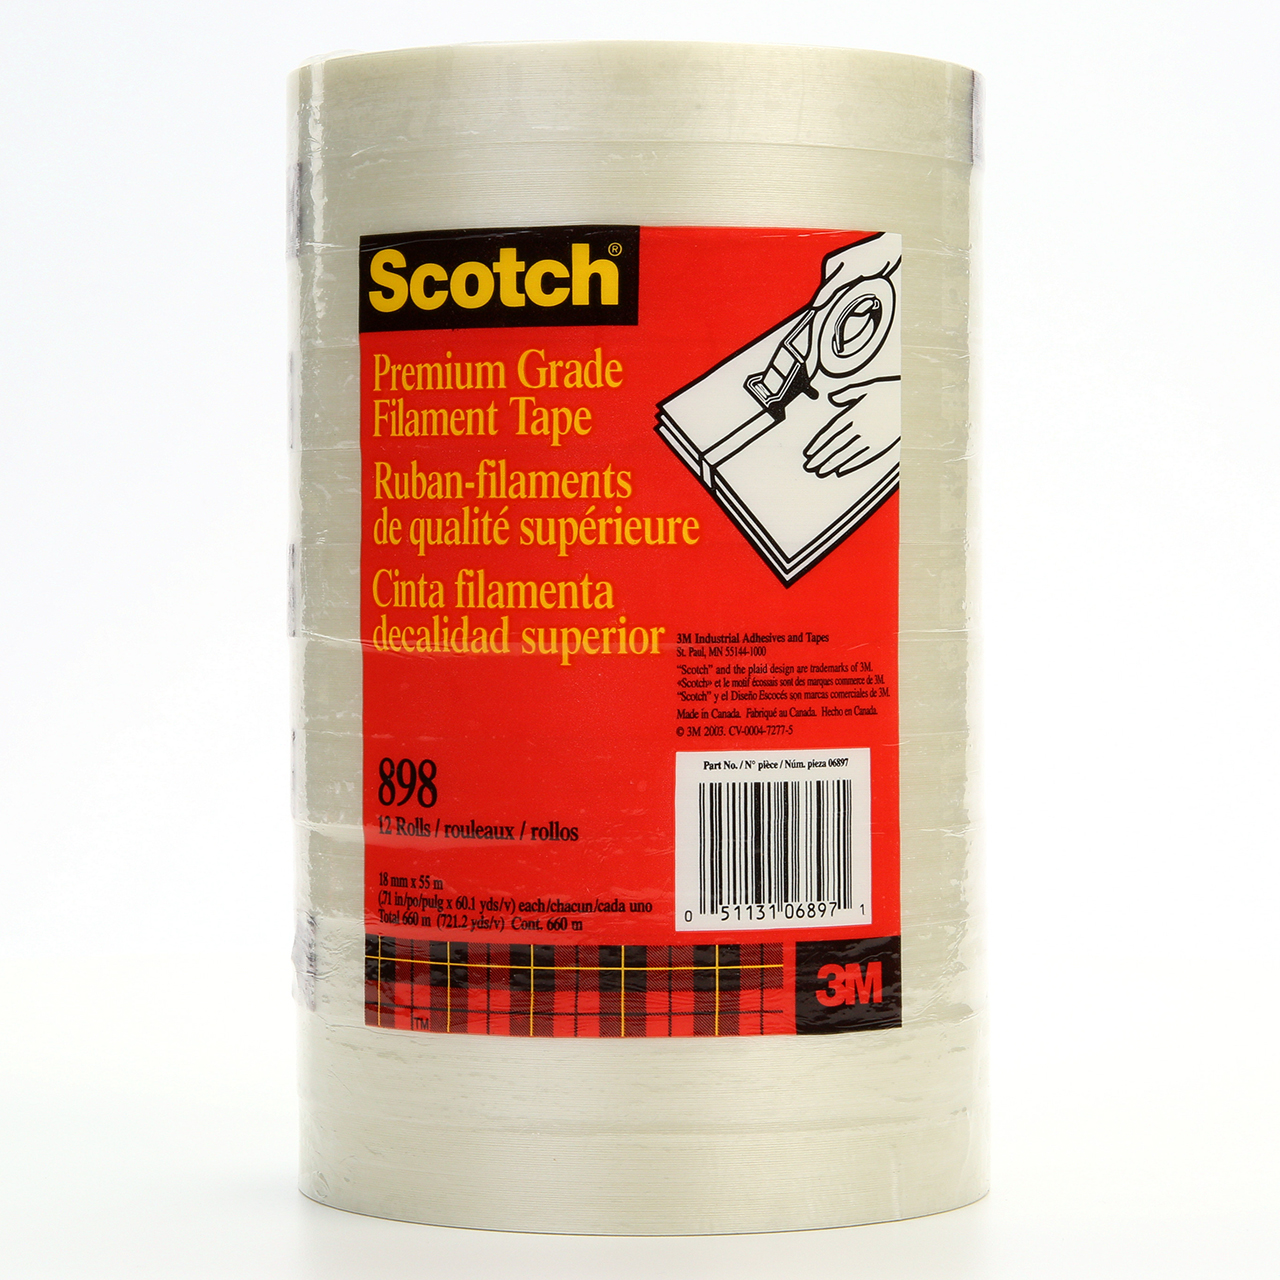 Scotch®
Premium Grade
Filament Tape
Ruban-filaments
de qualité supérieure
Cinta filamenta
decalidad superior
3M Industrial Adhesives and Tapes
St. Paul, MN 55144-1000
"Scotch" and the plaid design are trademarks of 3M.
«Scotch» et le motif écossais sont des marques commerce de 3M.
"Scotch" y el Diseño Escocés son marcas comerciales de 3M.
Made in Canada. Fabriqué au Canada. Hecho en Canada.
© 3M 2003. CV-0004-7277-5
Part No. / N° pièce / Núm. pieza 06897
0 51131 06897 1
898
12 Rolls / rouleaux / rollos
18 mm x 55 m
(.71 in/po/pulg x 60.1 yds/v) each/chacun/cada uno
Total 660 m (721.2 yds/v) Cont. 660 m
TM
3M